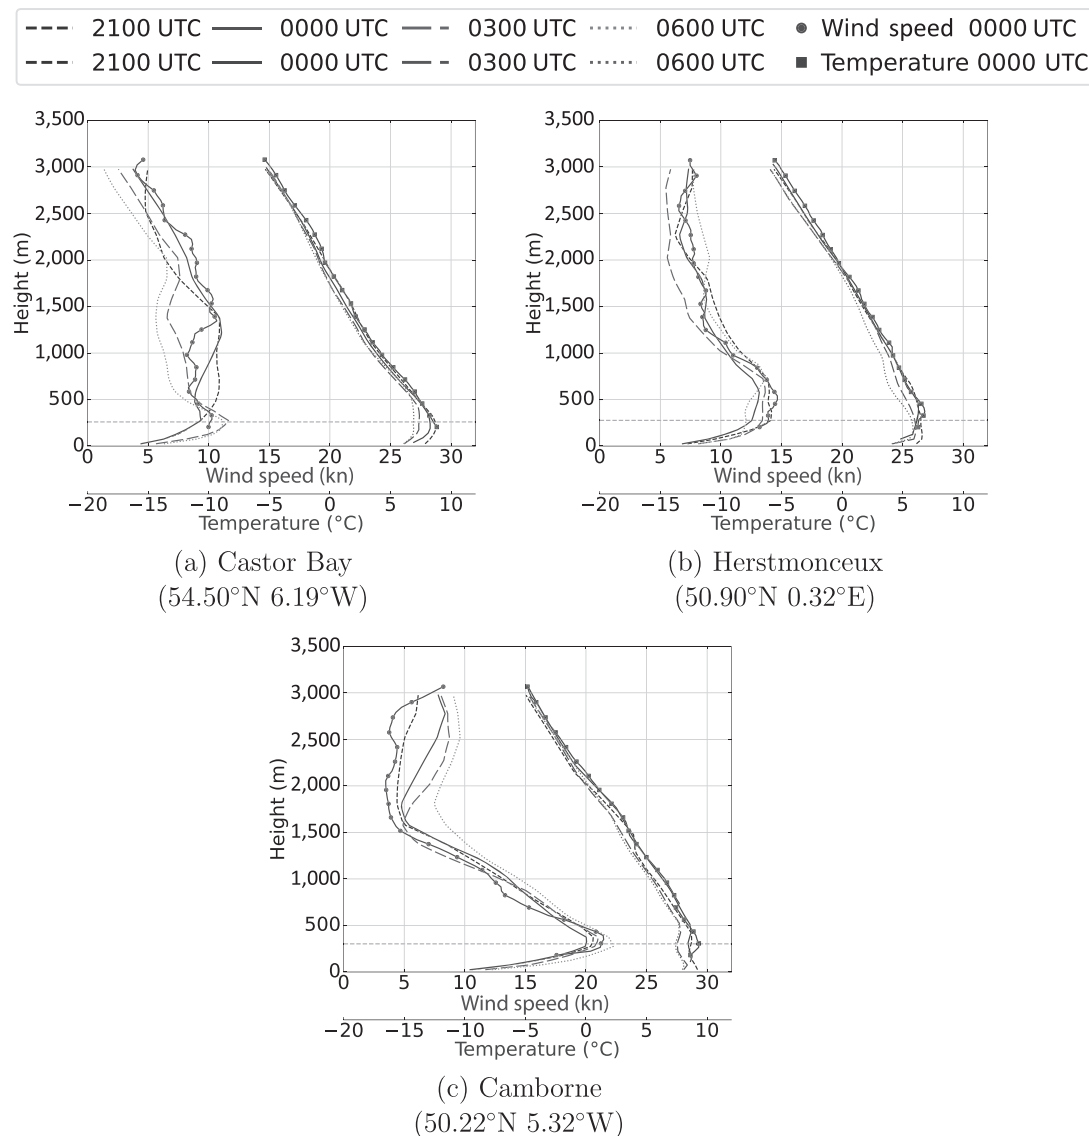 2100 UTC 0000 UTC 0300 UTC 0600 UTC Wind speed 0000 UTC
2100 UTC 0000 UTC 0300 UTC 0600 UTC Temperature 0000 UTC
3,500
3,000
2,500
2,000
1,500
1,000
500
0
Height (m)
0 5 10 15 20 25 30
Wind speed (kn)
−20 −15 −10 −5 0 5 10
Temperature (°C)
(a) Castor Bay
(54.50°N 6.19°W)
3,500
3,000
2,500
2,000
1,500
1,000
500
0
Height (m)
0 5 10 15 20 25 30
Wind speed (kn)
−20 −15 −10 −5 0 5 10
Temperature (°C)
(b) Herstmonceux
(50.90°N 0.32°E)
3,500
3,000
2,500
2,000
1,500
1,000
500
0
Height (m)
0 5 10 15 20 25 30
Wind speed (kn)
−20 −15 −10 −5 0 5 10
Temperature (°C)
(c) Camborne
(50.22°N 5.32°W)